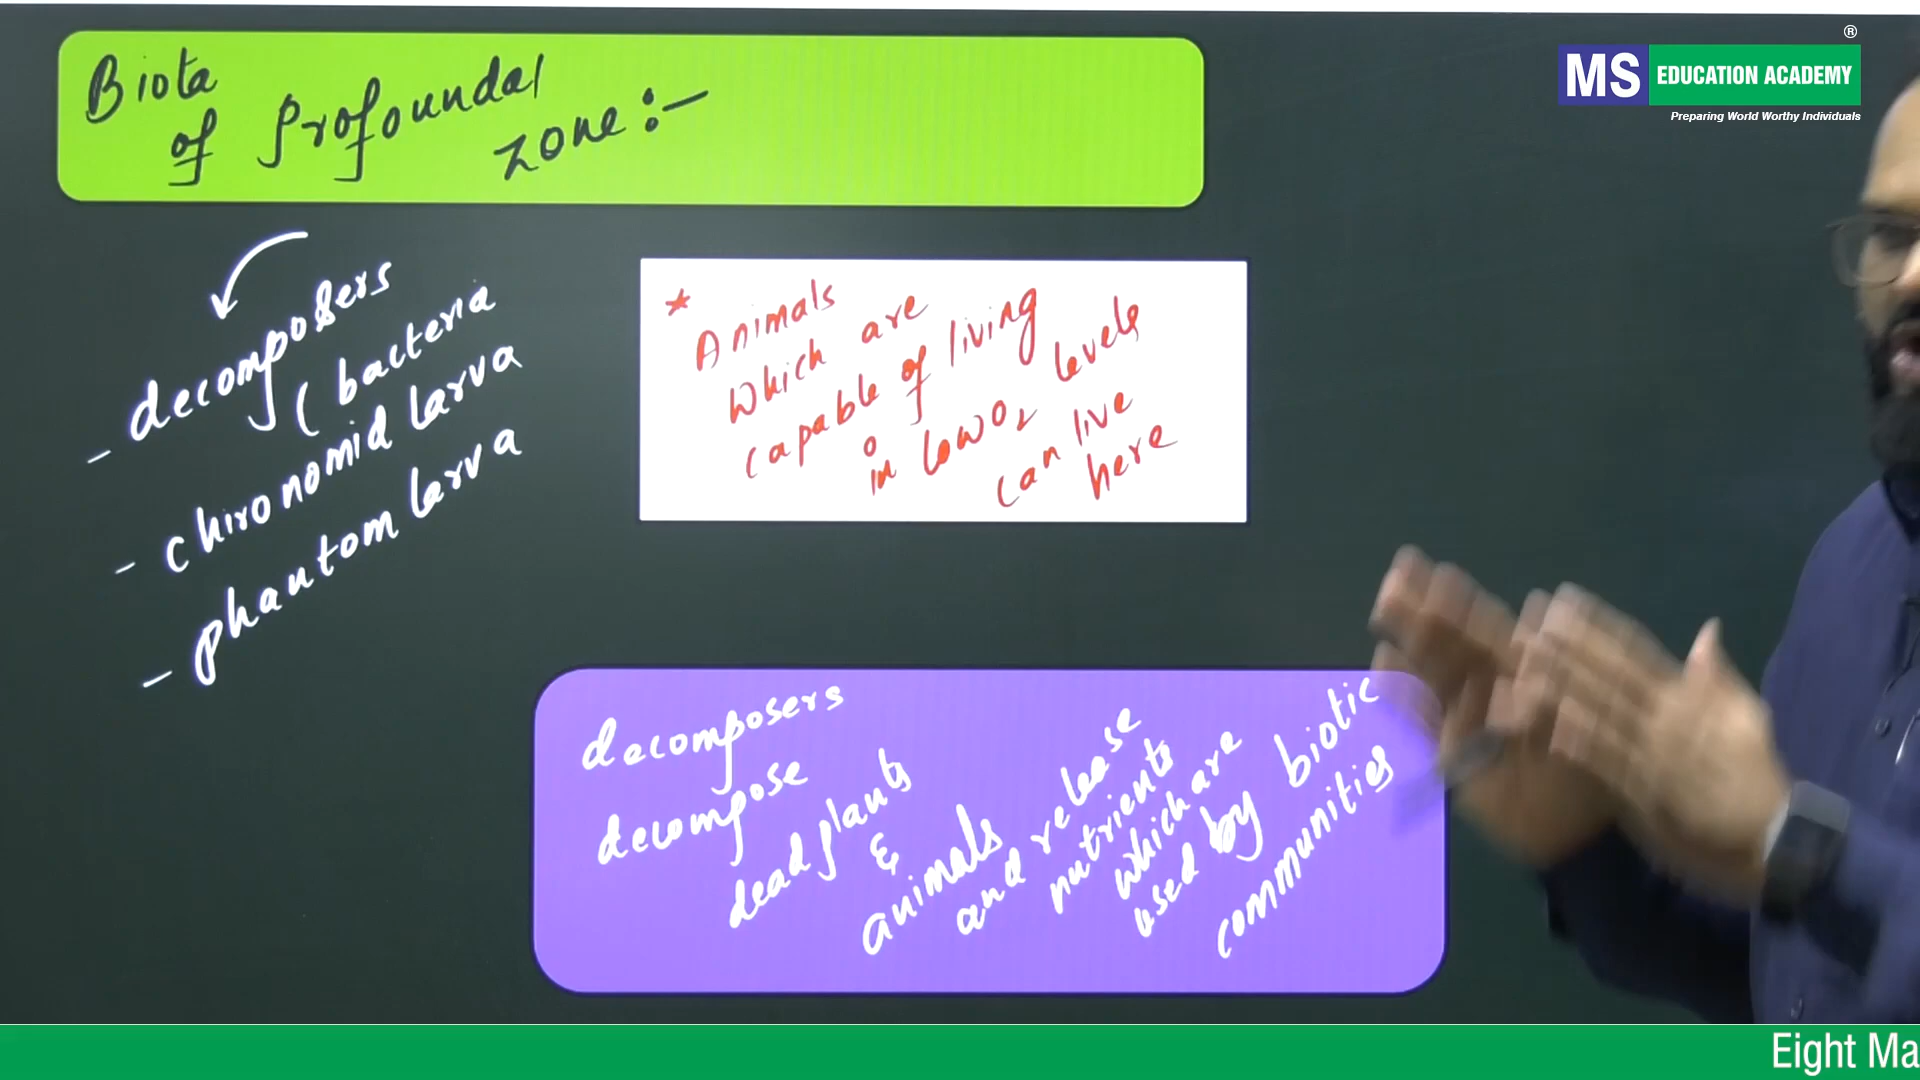 Biota
of Profoundal
zone:-
- decomposers
( bacteria
- chironomid larva
- phantom larva
* Animals
which are
capable of living
in low O2 levels
can live
here
decomposers
decompose
dead plants
&
animals
and release
nutrients
which are
used by biotic
communities
®
MS EDUCATION ACADEMY
Preparing World Worthy Individuals
Eight Ma